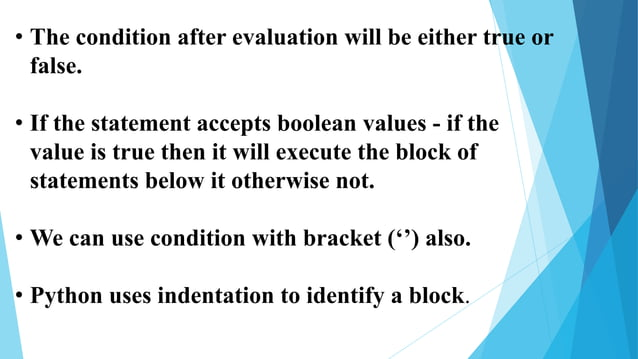 • The condition after evaluation will be either true or
false.
• If the statement accepts boolean values - if the
value is true then it will execute the block of
statements below it otherwise not.
• We can use condition with bracket (‘’) also.
• Python uses indentation to identify a block.